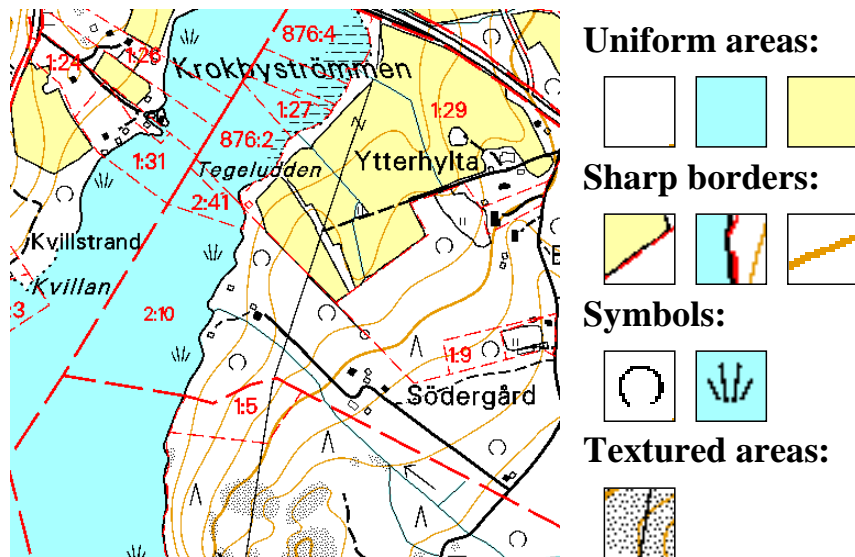 876:4
1:24
1:26
Krokbyströmmen
1:27
1:29
876:2
1:31
Tegeludden
Ytterhylta
2:41
Kvillstrand
Kvillan
:3
2:10
1:9
1:5
Södergård
Uniform areas:
Sharp borders:
Symbols:
Textured areas: